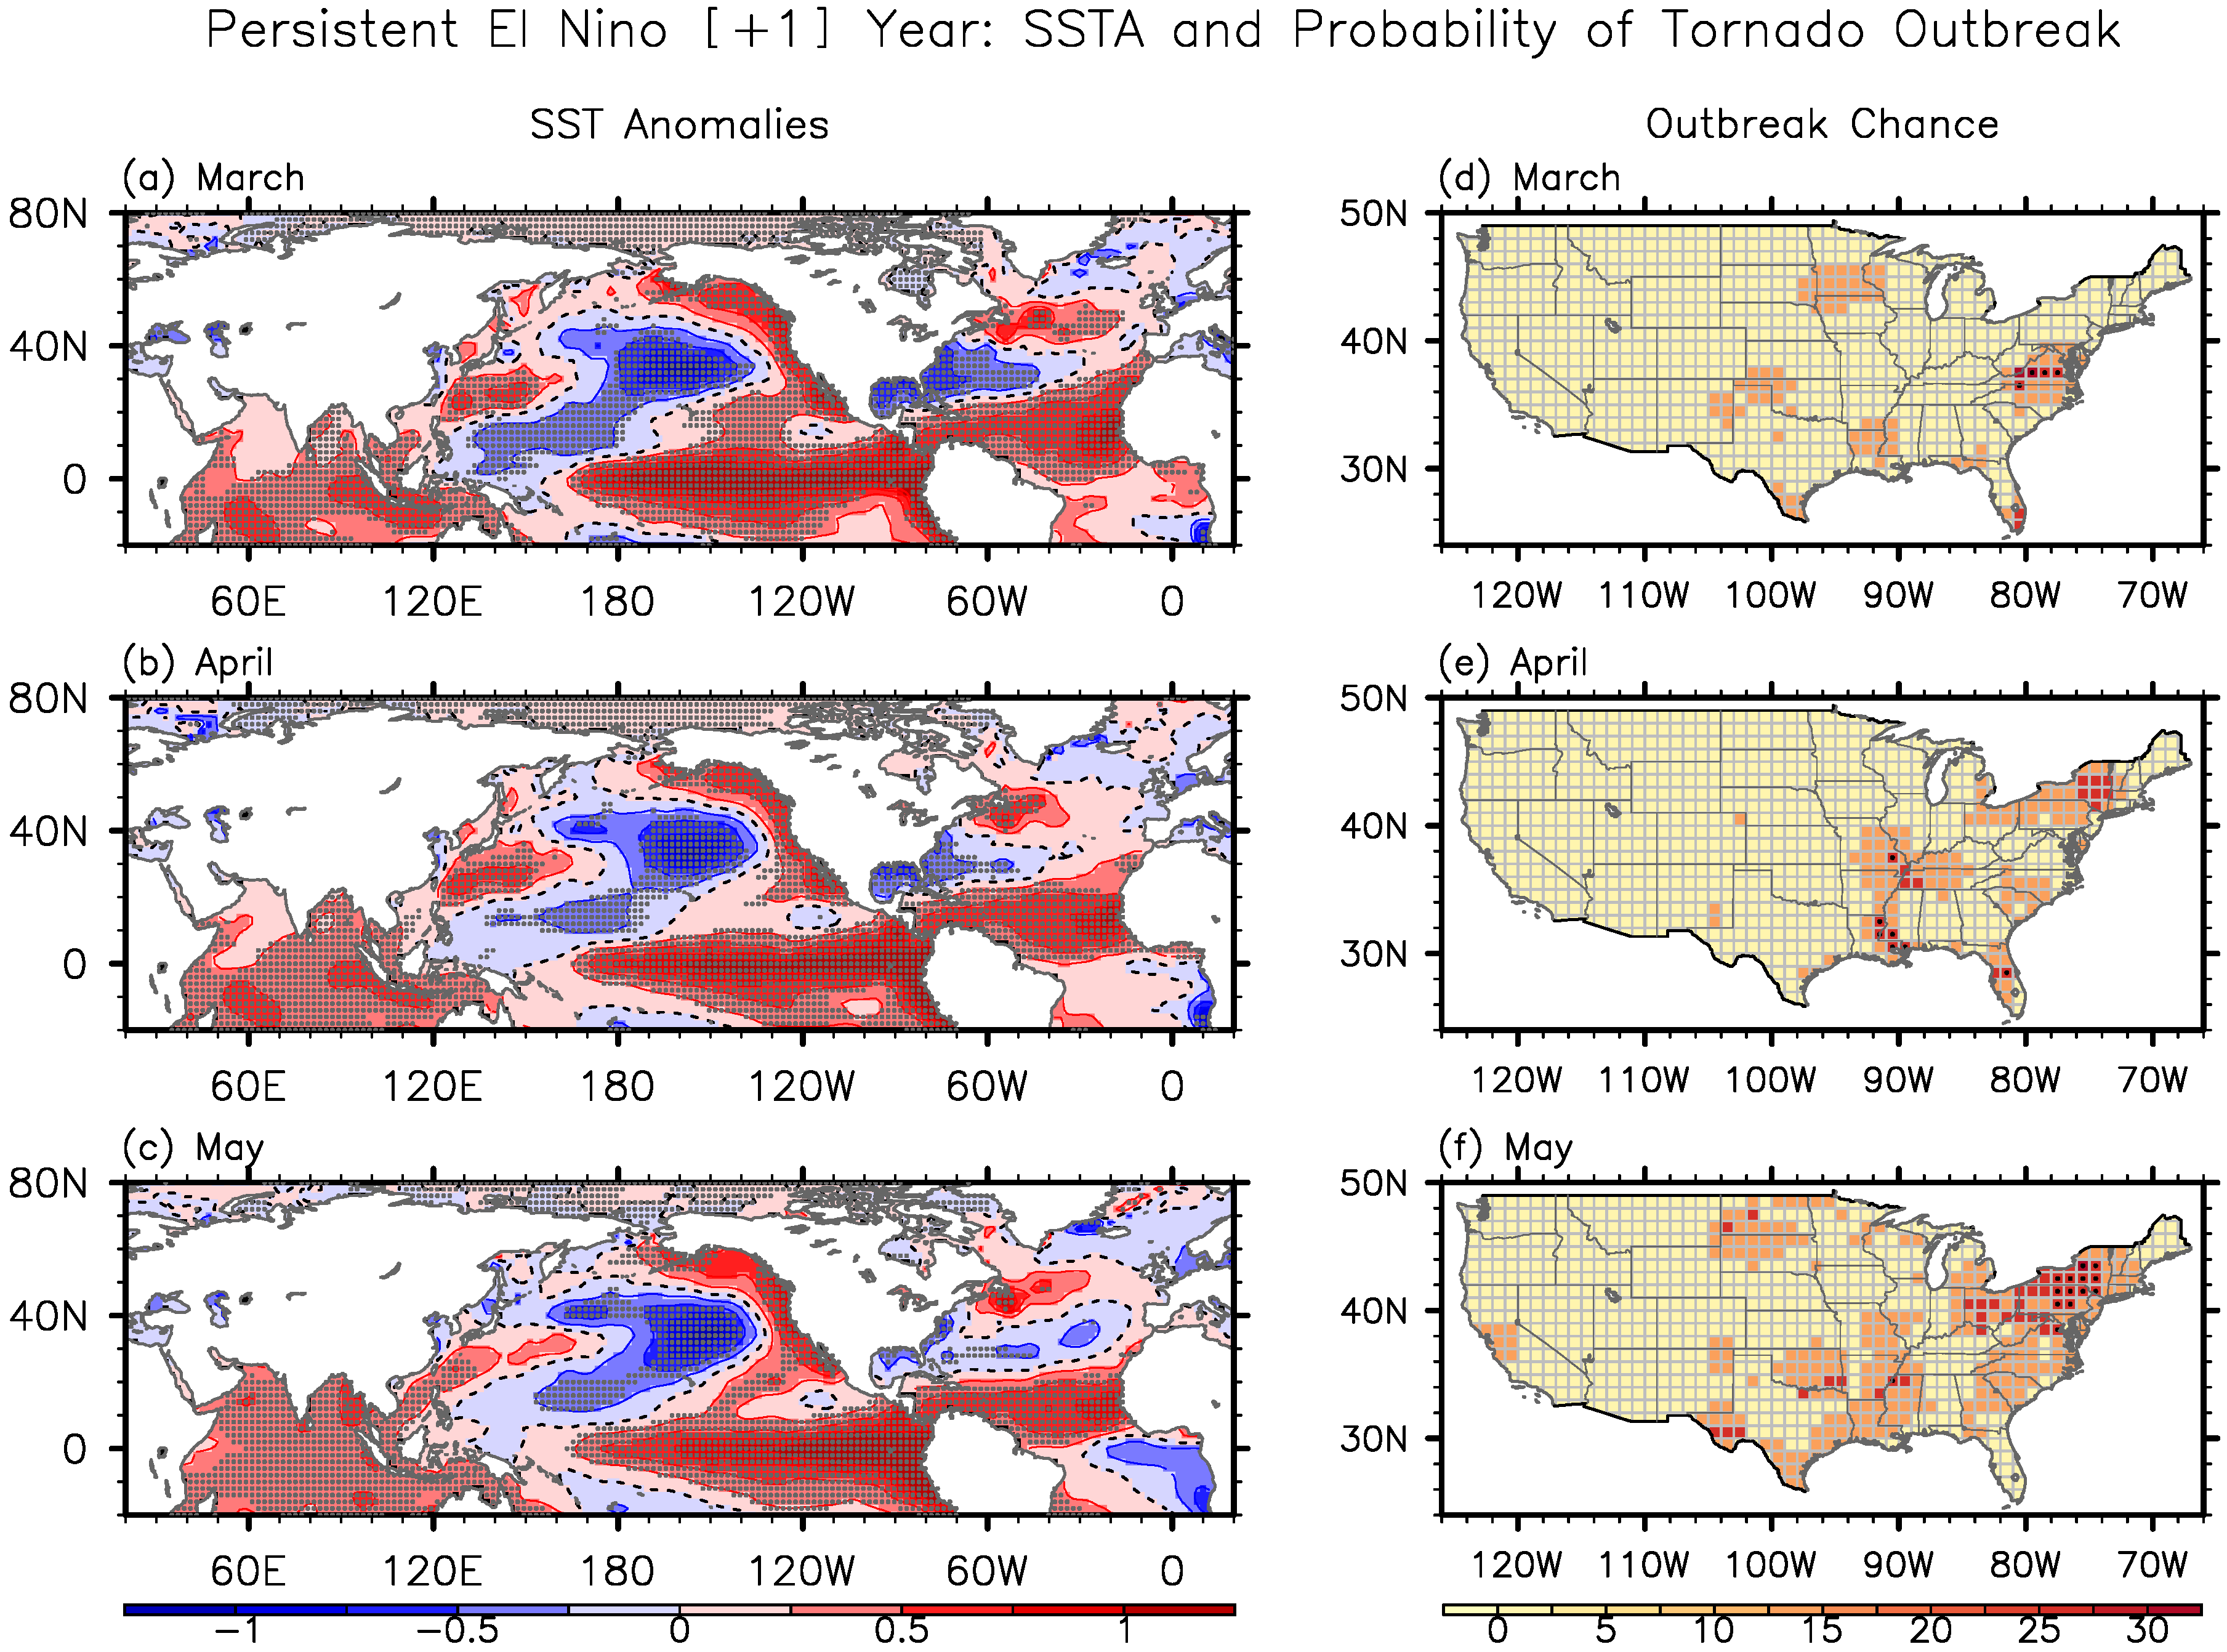 Persistent El Nino [+1] Year: SSTA and Probability of Tornado Outbreak
SST Anomalies
Outbreak Chance
(a) March
80N
40N
0
60E 120E 180 120W 60W 0
(d) March
50N
40N
30N
120W 110W 100W 90W 80W 70W
(b) April
80N
40N
0
60E 120E 180 120W 60W 0
(e) April
50N
40N
30N
120W 110W 100W 90W 80W 70W
(c) May
80N
40N
0
60E 120E 180 120W 60W 0
(f) May
50N
40N
30N
120W 110W 100W 90W 80W 70W
-1 -0.5 0 0.5 1
0 5 10 15 20 25 30